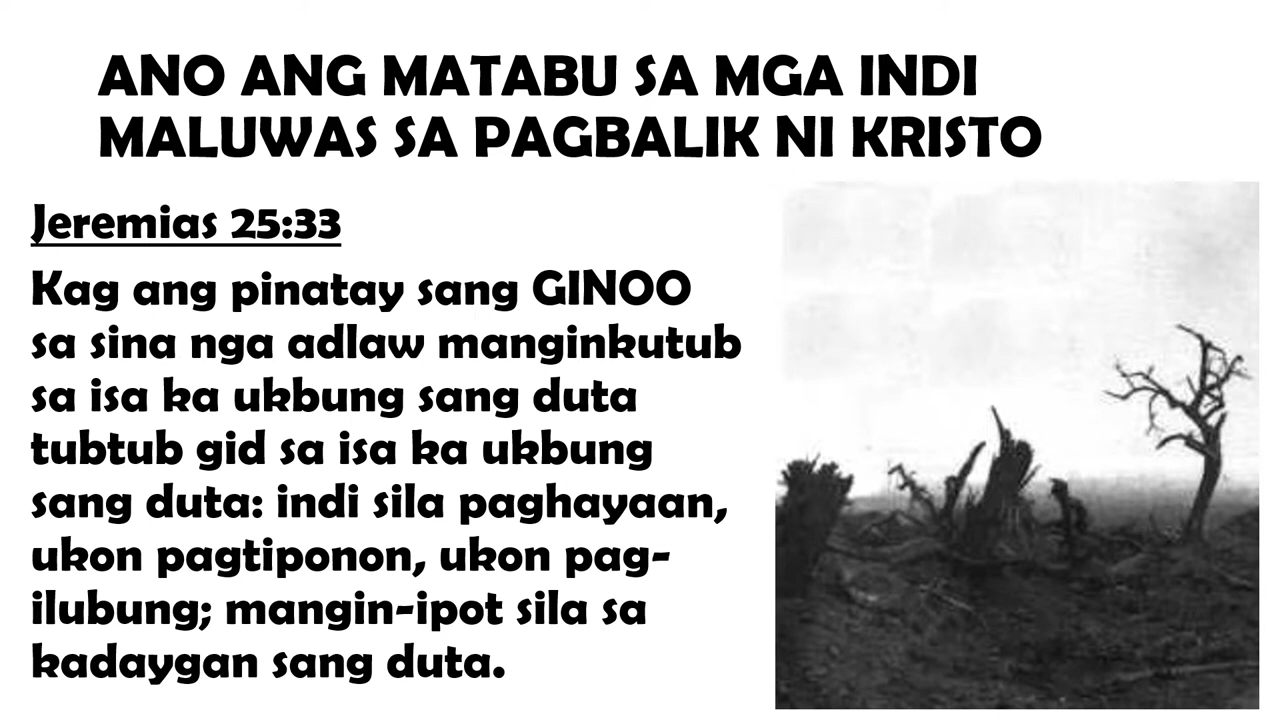 ANO ANG MATABU SA MGA INDI
MALUWAS SA PAGBALIK NI KRISTO
Jeremias 25:33
Kag ang pinatay sang GINOO
sa sina nga adlaw manginkutub
sa isa ka ukbung sang duta
tubtub gid sa isa ka ukbung
sang duta: indi sila paghayaan,
ukon pagtiponon, ukon pag-
ilubung; mangin-ipot sila sa
kadaygan sang duta.